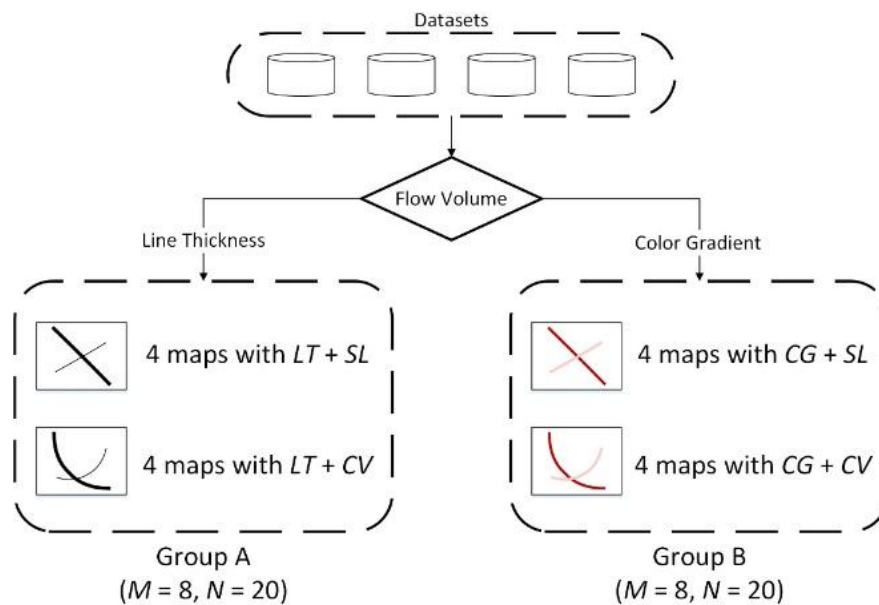 Datasets
Flow Volume
Line Thickness
Color Gradient
4 maps with LT + SL
4 maps with LT + CV
Group A
(M = 8, N = 20)
4 maps with CG + SL
4 maps with CG + CV
Group B
(M = 8, N = 20)